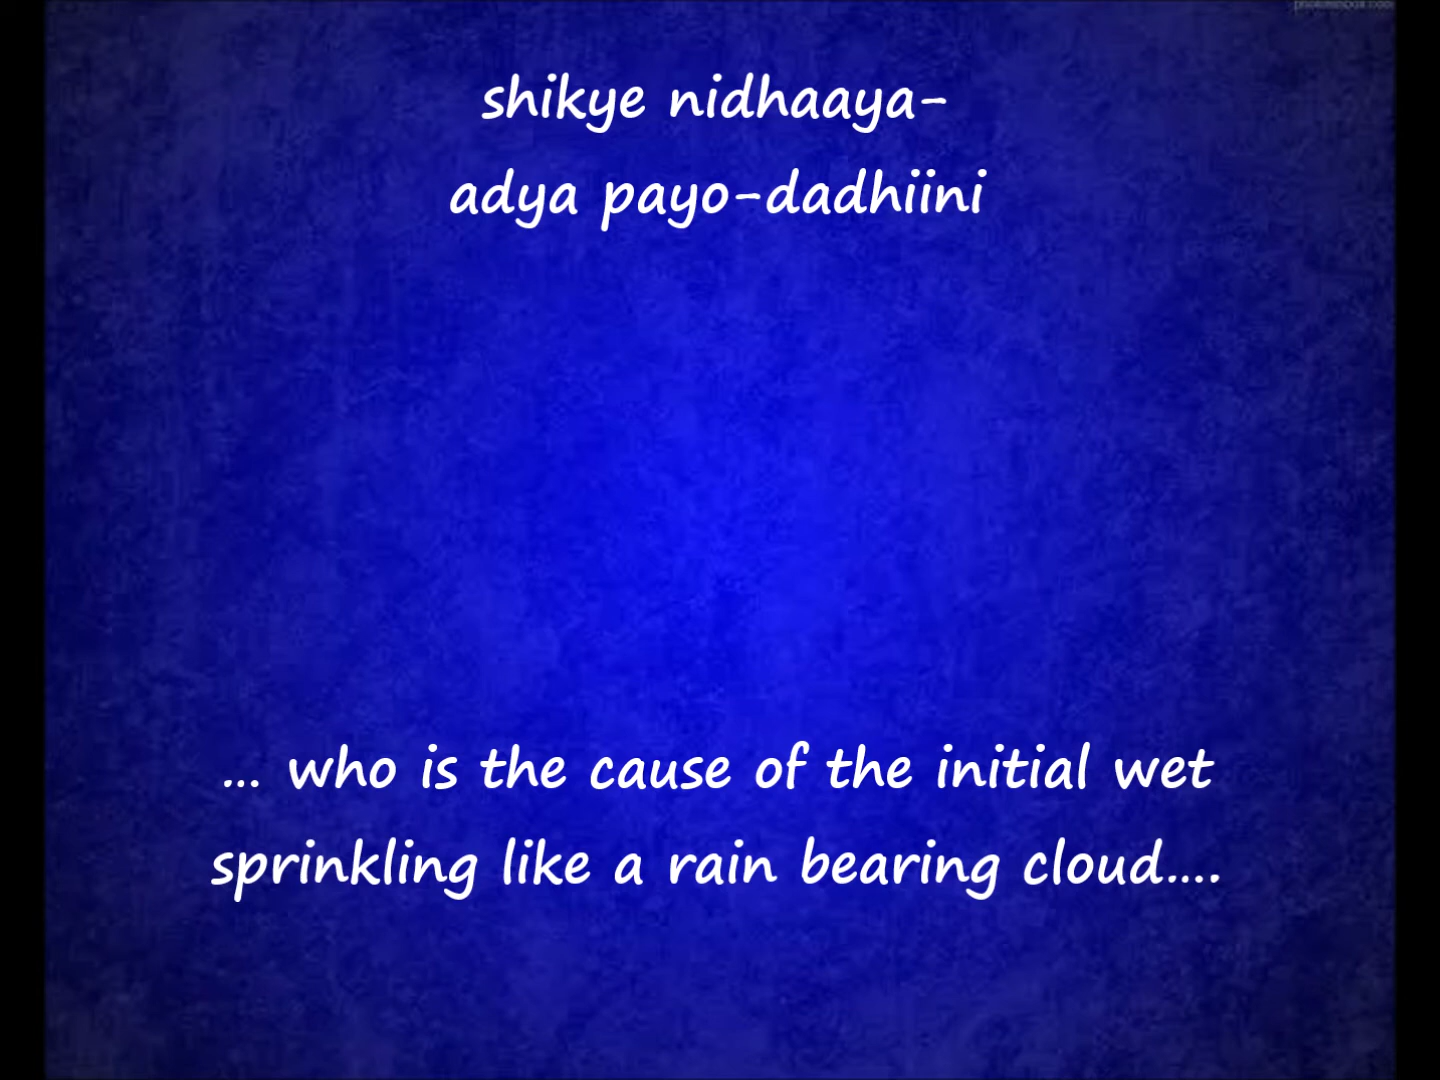 shikye nidhaaya-
adya payo-dadhiini
... who is the cause of the initial wet
sprinkling like a rain bearing cloud....